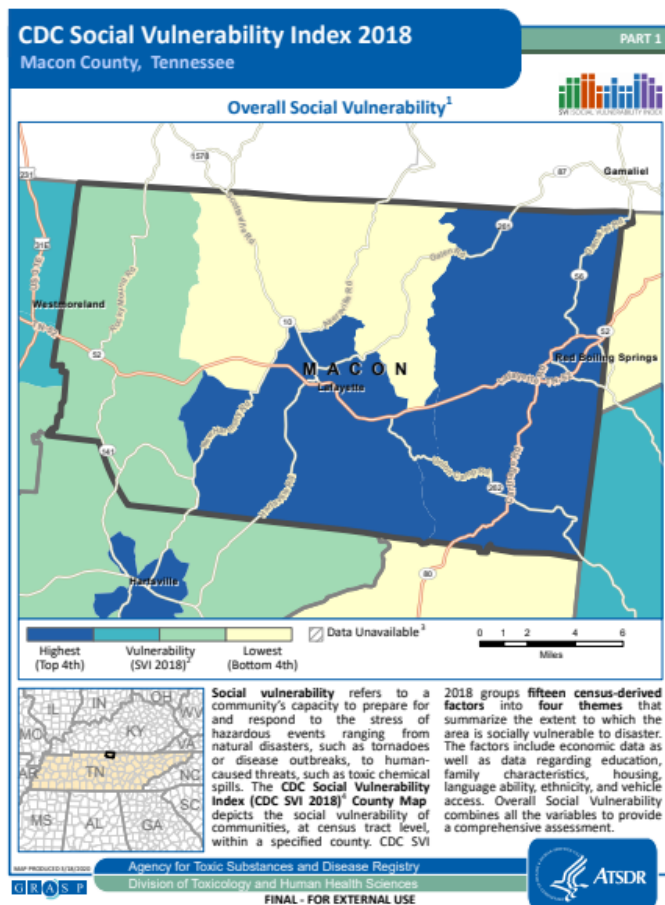 CDC Social Vulnerability Index 2018
PART 1
Macon County, Tennessee
SVI SOCIAL VULNERABILITY INDEX
Overall Social Vulnerability1
1578
87
Gamaliel
231
Scottsville Rd
261
31E
Galen Rd
56
Akersville Rd
Westmoreland
10
52
52
MACON
Red Boiling Springs
Lafayette
141
262
Hartsville
80
Data Unavailable3
0 1 2 4 6
Miles
Highest
(Top 4th)
Vulnerability
(SVI 2018)2
Lowest
(Bottom 4th)
IL
IN
OH
WV
MO
KY
VA
AR
TN
NC
SC
MS
AL
GA
Social vulnerability refers to a
community's capacity to prepare for
and respond to the stress of
hazardous events ranging from
natural disasters, such as tornadoes
or disease outbreaks, to human-
caused threats, such as toxic chemical
spills. The CDC Social Vulnerability
Index (CDC SVI 2018)4 County Map
depicts the social vulnerability of
communities, at census tract level,
within a specified county. CDC SVI
2018 groups fifteen census-derived
factors into four themes that
summarize the extent to which the
area is socially vulnerable to disaster.
The factors include economic data as
well as data regarding education,
family characteristics, housing,
language ability, ethnicity, and vehicle
access. Overall Social Vulnerability
combines all the variables to provide
a comprehensive assessment.
GRASP
Agency for Toxic Substances and Disease Registry
Division of Toxicology and Human Health Sciences
FINAL - FOR EXTERNAL USE
ATSDR